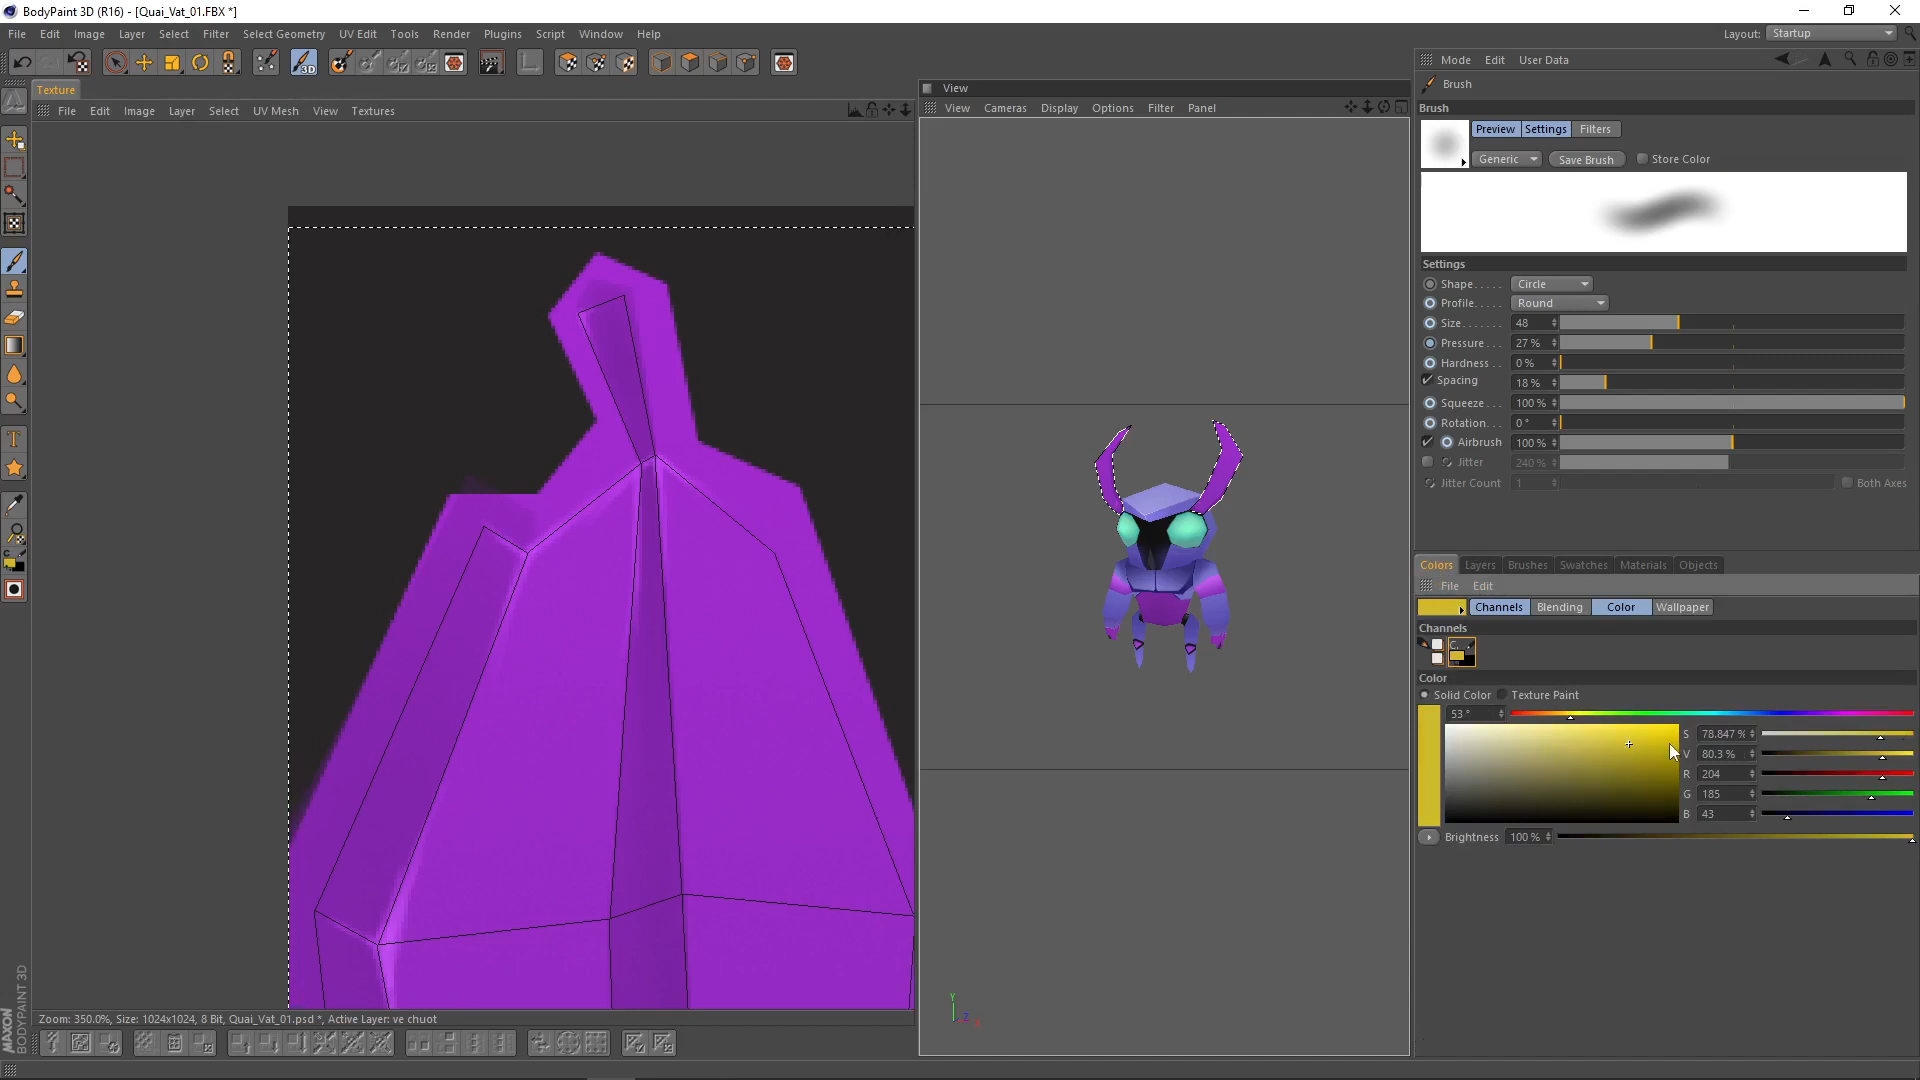 BodyPaint 3D (R16) - [Quai_Vat_01.FBX *]
File Edit Image Layer Select Filter Select Geometry UV Edit Tools Render Plugins Script Window Help
Layout: Startup
Mode Edit User Data
Brush
Brush
Preview Settings Filters
Generic Save Brush Store Color
Settings
Shape..... Circle
Profile..... Round
Size....... 48
Pressure... 27 %
Hardness.. 0 %
Spacing 18 %
Squeeze... 100 %
Rotation.. 0 °
Airbrush 100 %
Jitter 240 %
Jitter Count 1 Both Axes
Texture
File Edit Image Layer Select UV Mesh View Textures
View
View Cameras Display Options Filter Panel
Y
Z
X
Colors Layers Brushes Swatches Materials Hidden Objects
File Edit
Channels Blending Color Wallpaper
Channels
C
Color
Solid Color Texture Paint
53 °
S 78.847 %
V 80.3 %
R 204
G 185
B 43
Brightness 100 %
Zoom: 350.0%, Size: 1024x1024, 8 Bit, Quai_Vat_01.psd *, Active Layer: ve chuot
MAXON
BODYPAINT 3D